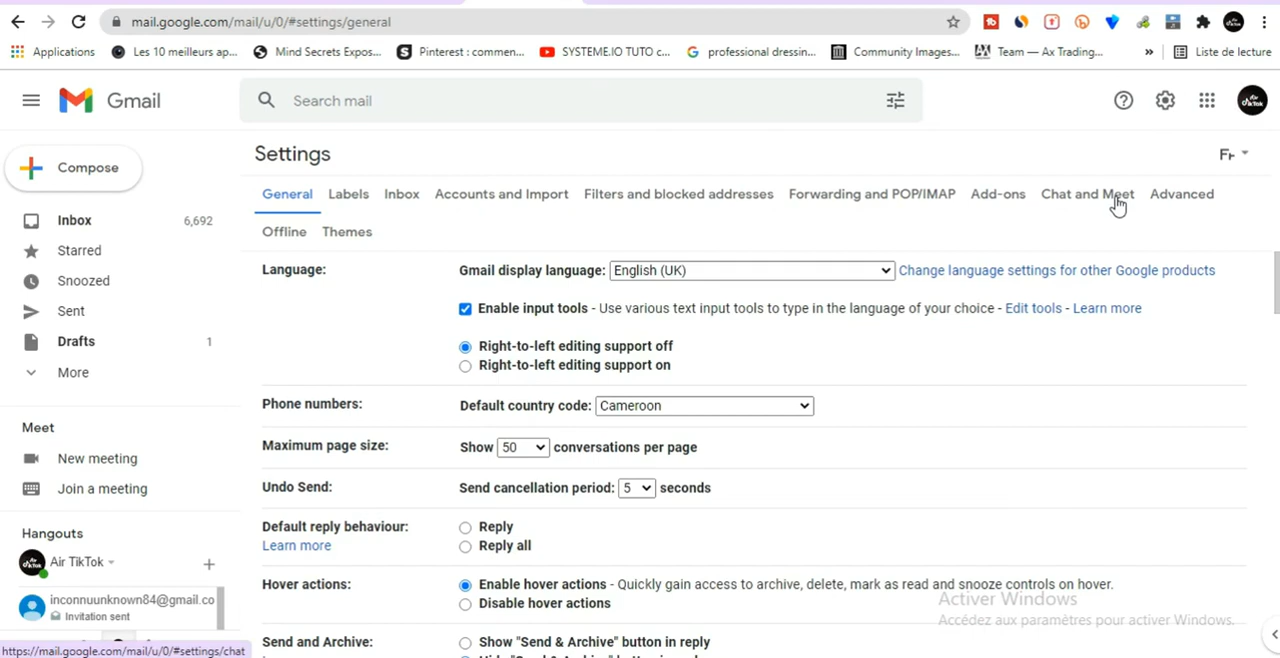 mail.google.com/mail/u/0/#settings/general
Applications Les 10 meilleurs ap... Mind Secrets Expos... Pinterest : commen... SYSTEME.IO TUTO c... professional dressin... Community Images... Team — Ax Trading... » Liste de lecture
Gmail Search mail
Compose
Inbox 6,692
Starred
Snoozed
Sent
Drafts 1
More
Meet
New meeting
Join a meeting
Hangouts
Air TikTok
inconnuunknown84@gmail.co
Invitation sent
https://mail.google.com/mail/u/0/#settings/chat
Settings Fr
General Labels Inbox Accounts and Import Filters and blocked addresses Forwarding and POP/IMAP Add-ons Chat and Meet Advanced
Offline Themes
Language: Gmail display language: English (UK) Change language settings for other Google products
Enable input tools - Use various text input tools to type in the language of your choice - Edit tools - Learn more
Right-to-left editing support off
Right-to-left editing support on
Phone numbers: Default country code: Cameroon
Maximum page size: Show 50 conversations per page
Undo Send: Send cancellation period: 5 seconds
Default reply behaviour: Reply
Learn more Reply all
Hover actions: Enable hover actions - Quickly gain access to archive, delete, mark as read and snooze controls on hover.
Disable hover actions
Send and Archive: Show "Send & Archive" button in reply
Activer Windows
Accédez aux paramètres pour activer Windows.